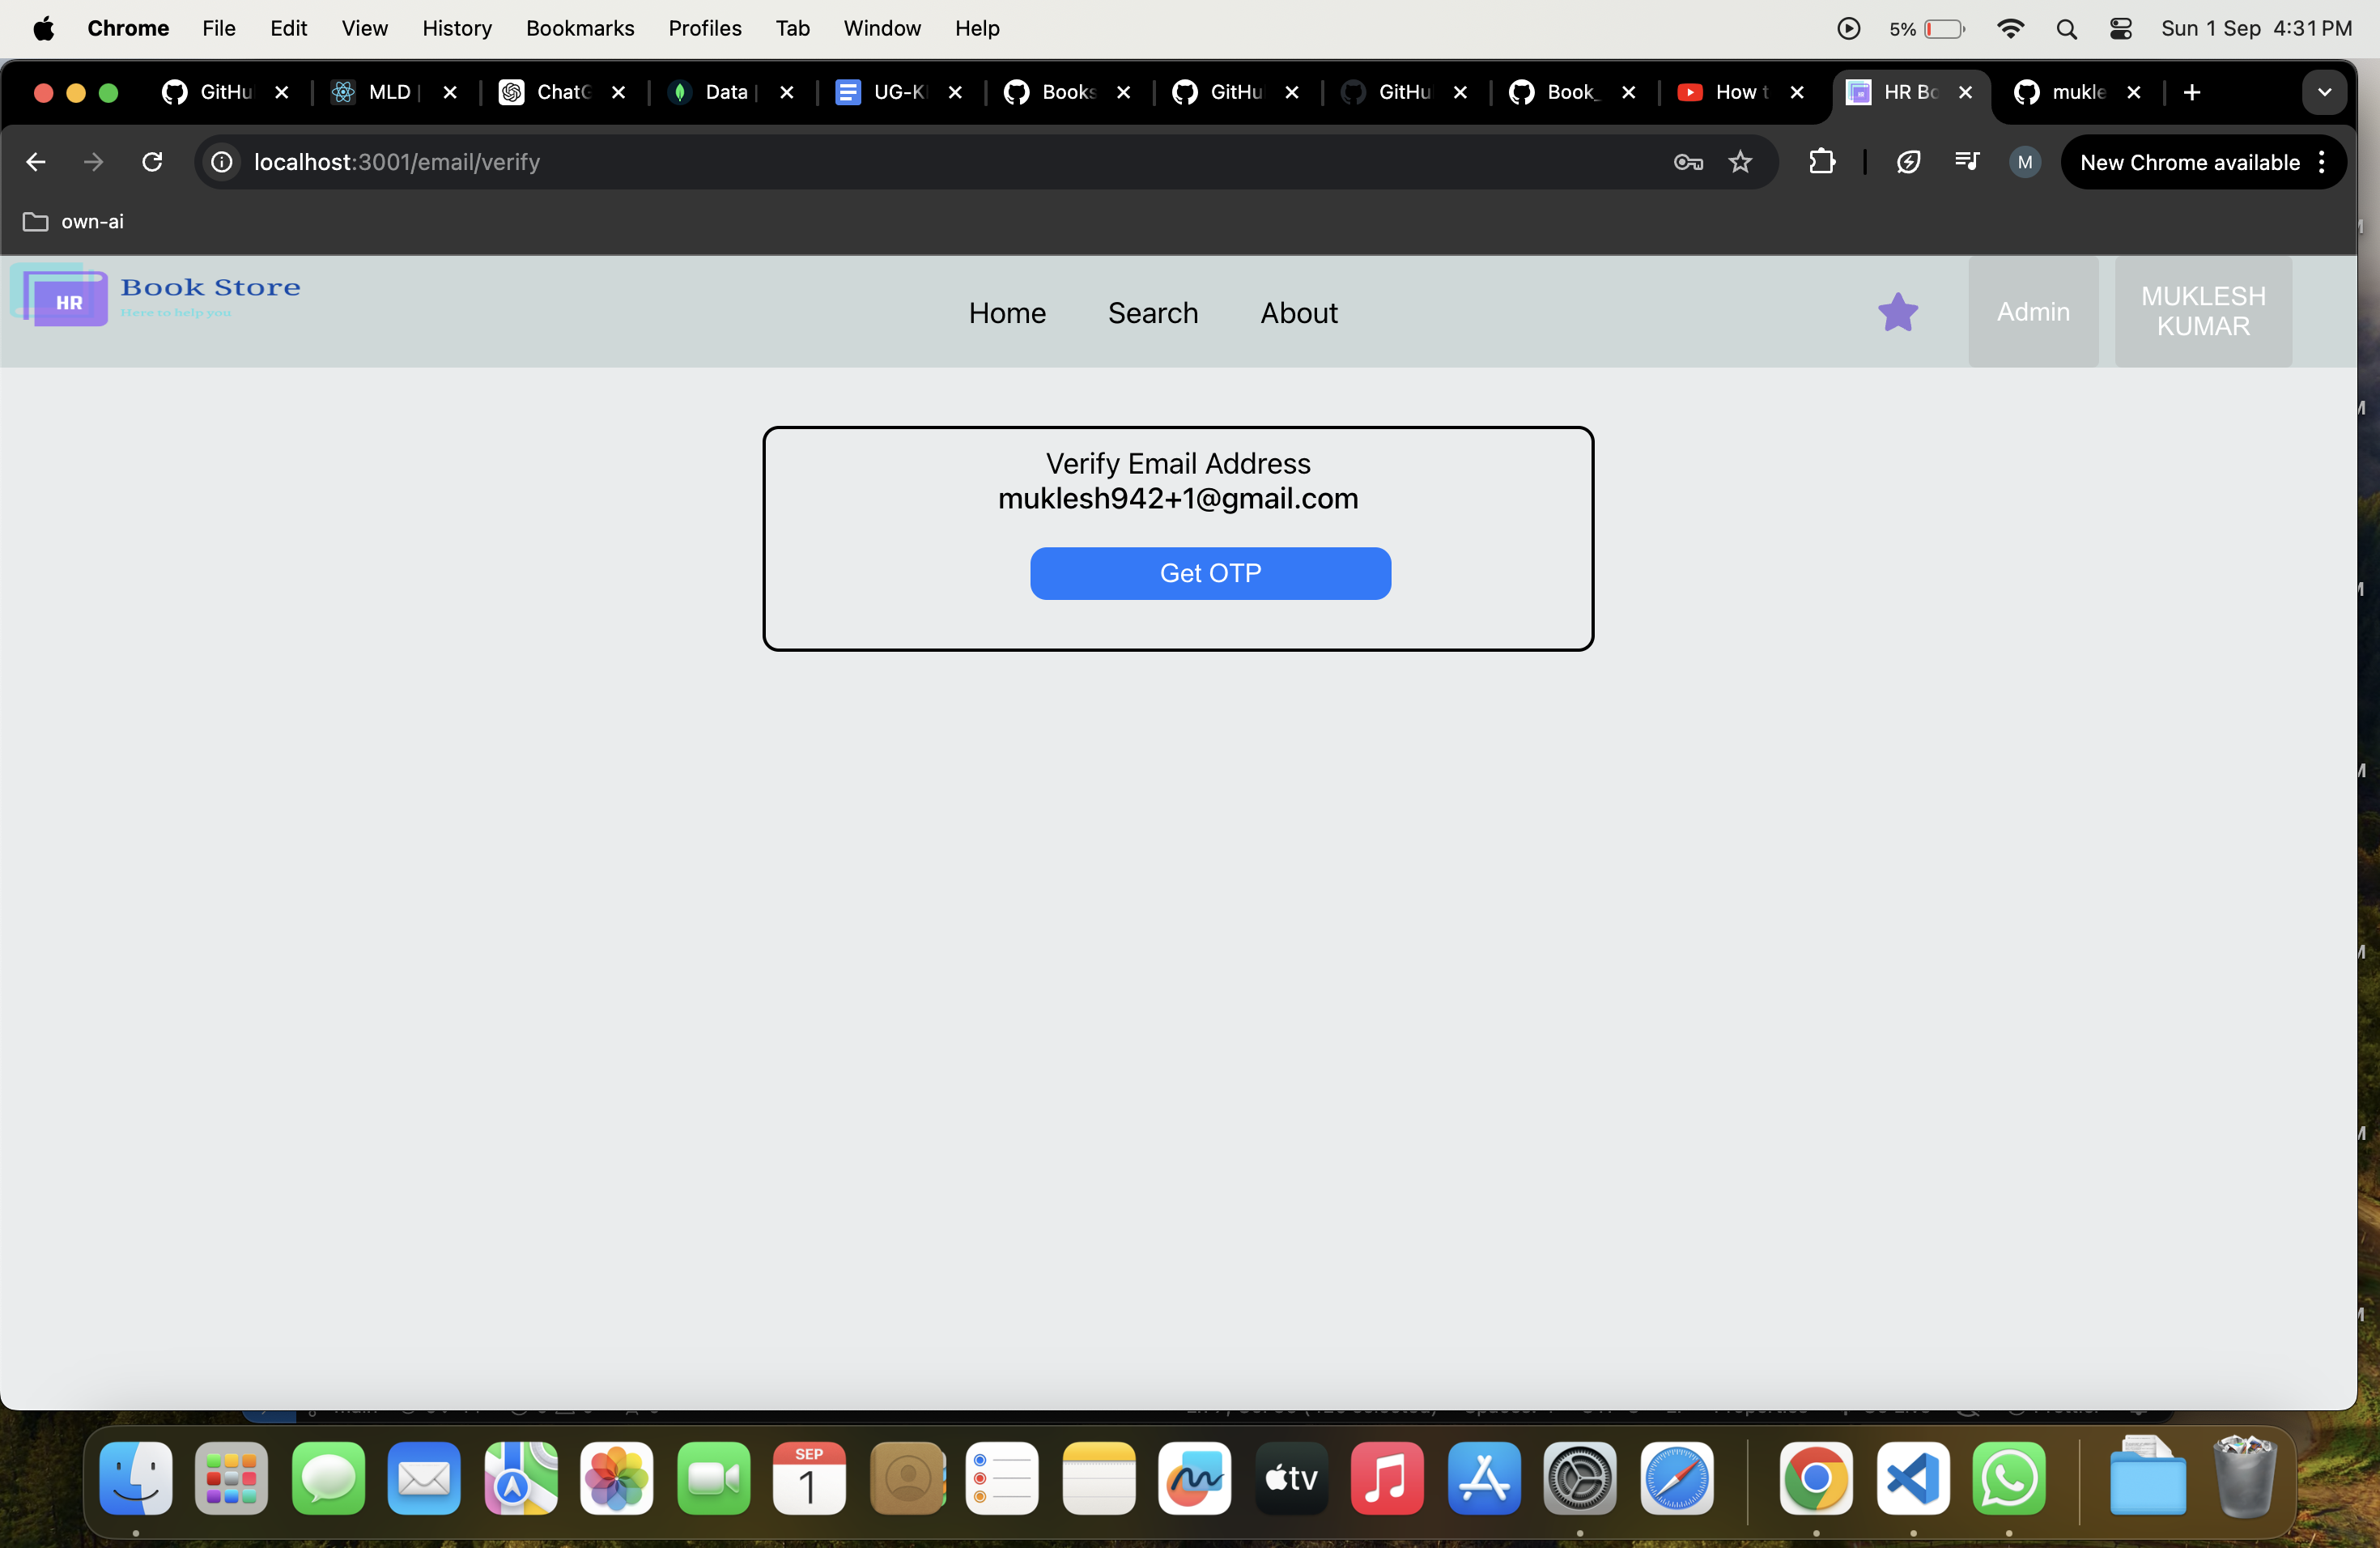 Chrome File Edit View History Bookmarks Profiles Tab Window Help 5% Sun 1 Sep 4:31 PM
GitHu MLD ChatG Data UG-K Books GitHu GitHu Book_ How t HR Bo mukle
localhost:3001/email/verify M New Chrome available
own-ai
HR Book Store
Here to help you
Home Search About Admin MUKLESH
KUMAR
Verify Email Address
muklesh942+1@gmail.com
Get OTP
SEP
1
tv